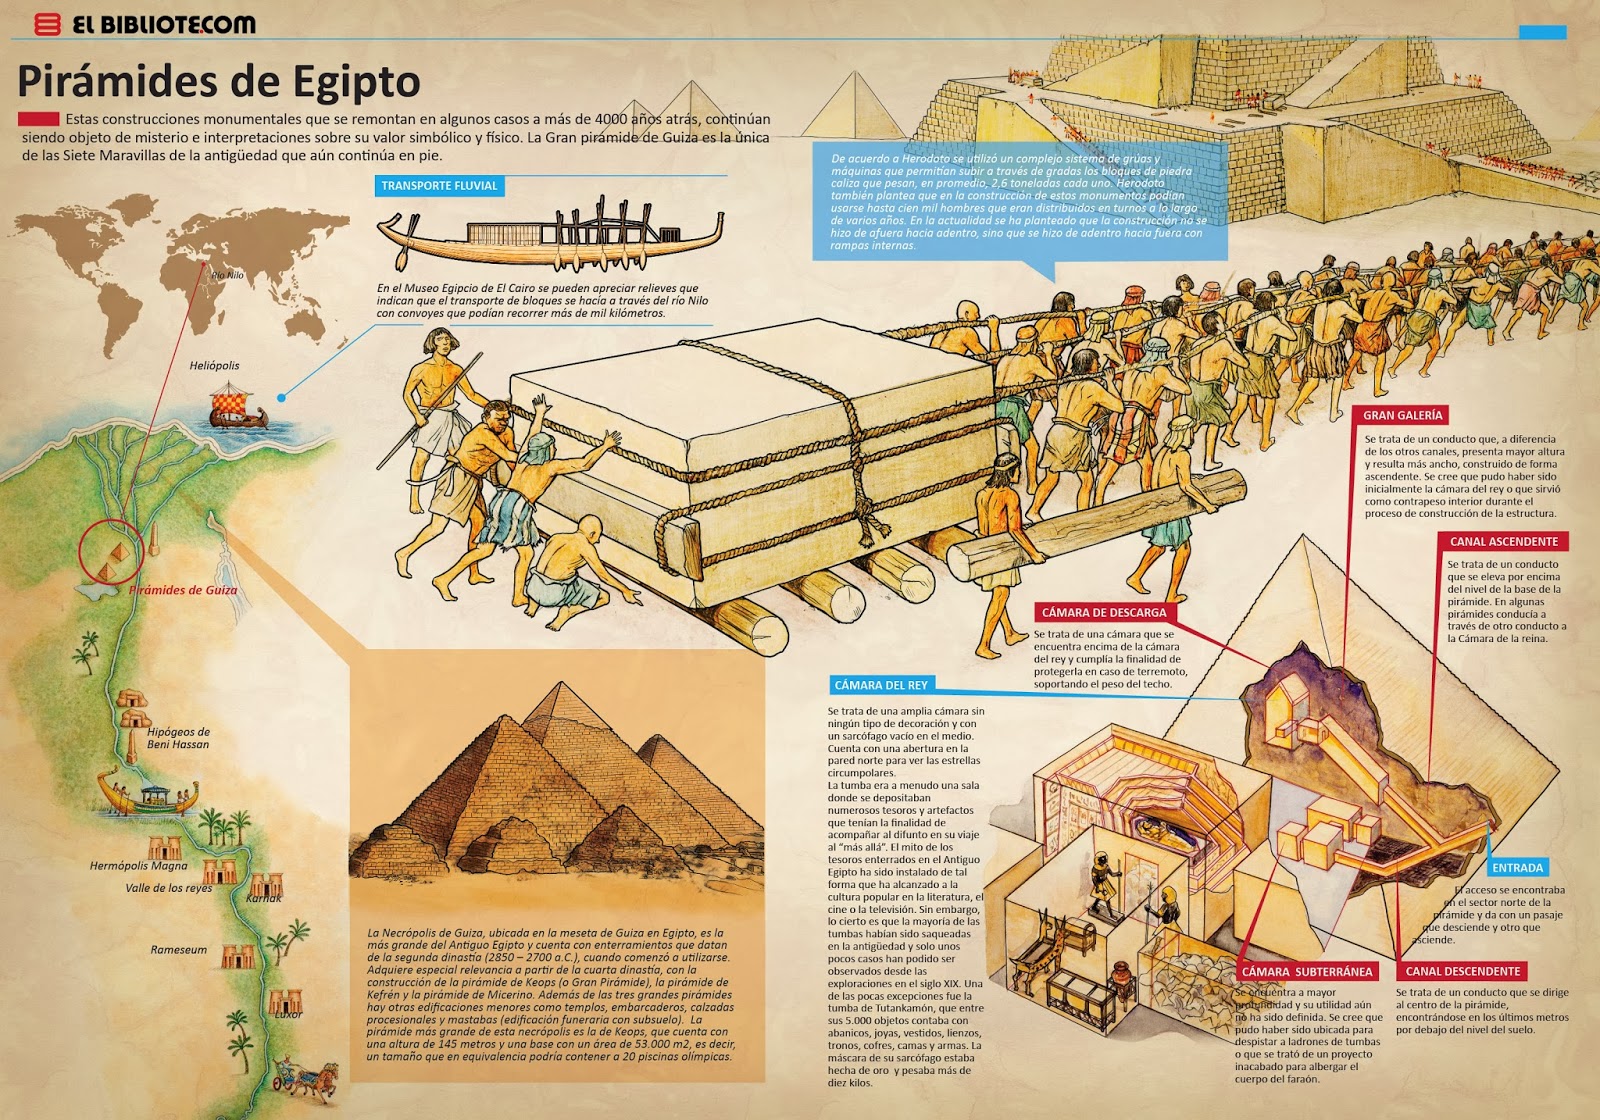 EL BIBLIOTE.COM
Pirámides de Egipto
Estas construcciones monumentales que se remontan en algunos casos a más de 4000 años atrás, continúan
siendo objeto de misterio e interpretaciones sobre su valor simbólico y físico. La Gran pirámide de Guiza es la única
de las Siete Maravillas de la antigüedad que aún continúa en pie.
TRANSPORTE FLUVIAL
En el Museo Egipcio de El Cairo se pueden apreciar relieves que
indican que el transporte de bloques se hacía a través del río Nilo
con convoyes que podían recorrer más de mil kilómetros.
De acuerdo a Herodoto se utilizó un complejo sistema de grúas y
máquinas que permitían subir a través de gradas los bloques de piedra
caliza que pesan, en promedio, 2,6 toneladas cada uno. Herodoto
también plantea que en la construcción de estos monumentos podían
usarse hasta cien mil hombres que eran distribuidos en turnos a lo largo
de varios años. En la actualidad se ha planteado que la construcción no se
hizo de afuera hacia adentro, sino que se hizo de adentro hacia fuera con
rampas internas.
Río Nilo
Heliópolis
Pirámides de Guiza
Hipógeos de
Beni Hassan
Hermópolis Magna
Valle de los reyes
Karnak
Rameseum
Luxor
La Necrópolis de Guiza, ubicada en la meseta de Guiza en Egipto, es la
más grande del Antiguo Egipto y cuenta con enterramientos que datan
de la segunda dinastía (2850 – 2700 a.C.), cuando comenzó a utilizarse.
Adquiere especial relevancia a partir de la cuarta dinastía, con la
construcción de la pirámide de Keops (o Gran Pirámide), la pirámide de
Kefrén y la pirámide de Micerino. Además de las tres grandes pirámides
hay otras edificaciones menores como templos, embarcaderos, calzadas
procesionales y mastabas (edificación funeraria con subsuelo). La
pirámide más grande de esta necrópolis es la de Keops, que cuenta con
una altura de 145 metros y una base con un área de 53.000 m2, es decir,
un tamaño que en equivalencia podría contener a 20 piscinas olímpicas.
CÁMARA DEL REY
Se trata de una amplia cámara sin
ningún tipo de decoración y con
un sarcófago vacío en el medio.
Cuenta con una abertura en la
pared norte para ver las estrellas
circumpolares.
La tumba era a menudo una sala
donde se depositaban
numerosos tesoros y artefactos
que tenían la finalidad de
acompañar al difunto en su viaje
al “más allá”. El mito de los
tesoros enterrados en el Antiguo
Egipto ha sido instalado de tal
forma que ha alcanzado a la
cultura popular en la literatura, el
cine o la televisión. Sin embargo,
lo cierto es que la mayoría de las
tumbas habían sido saqueadas
en la antigüedad y solo unos
pocos casos han podido ser
observados desde las
exploraciones en el siglo XIX. Una
de las pocas excepciones fue la
tumba de Tutankamón, que entre
sus 5.000 objetos contaba con
abanicos, joyas, vestidos, lienzos,
tronos, cofres, camas y armas. La
máscara de su sarcófago estaba
hecha de oro y pesaba más de
diez kilos.
CÁMARA DE DESCARGA
Se trata de una cámara que se
encuentra encima de la cámara
del rey y cumplía la finalidad de
protegerla en caso de terremoto,
soportando el peso del techo.
GRAN GALERÍA
Se trata de un conducto que, a diferencia
de los otros canales, presenta mayor altura
y resulta más ancho, construido de forma
ascendente. Se cree que pudo haber sido
inicialmente la cámara del rey o que sirvió
como contrapeso interior durante el
proceso de construcción de la estructura.
CANAL ASCENDENTE
Se trata de un conducto
que se eleva por encima
del nivel de la base de la
pirámide. En algunas
pirámides conducía a
través de otro conducto a
la Cámara de la reina.
ENTRADA
El acceso se encontraba
en el sector norte de la
pirámide y da con un pasaje
que desciende y otro que
asciende.
CÁMARA SUBTERRÁNEA
Se encuentra a mayor
profundidad y su utilidad aún
no ha sido definida. Se cree que
pudo haber sido ubicada para
despistar a ladrones de tumbas
o que se trató de un proyecto
inacabado para albergar el
cuerpo del faraón.
CANAL DESCENDENTE
Se trata de un conducto que se dirige
al centro de la pirámide,
encontrándose en los últimos metros
por debajo del nivel del suelo.